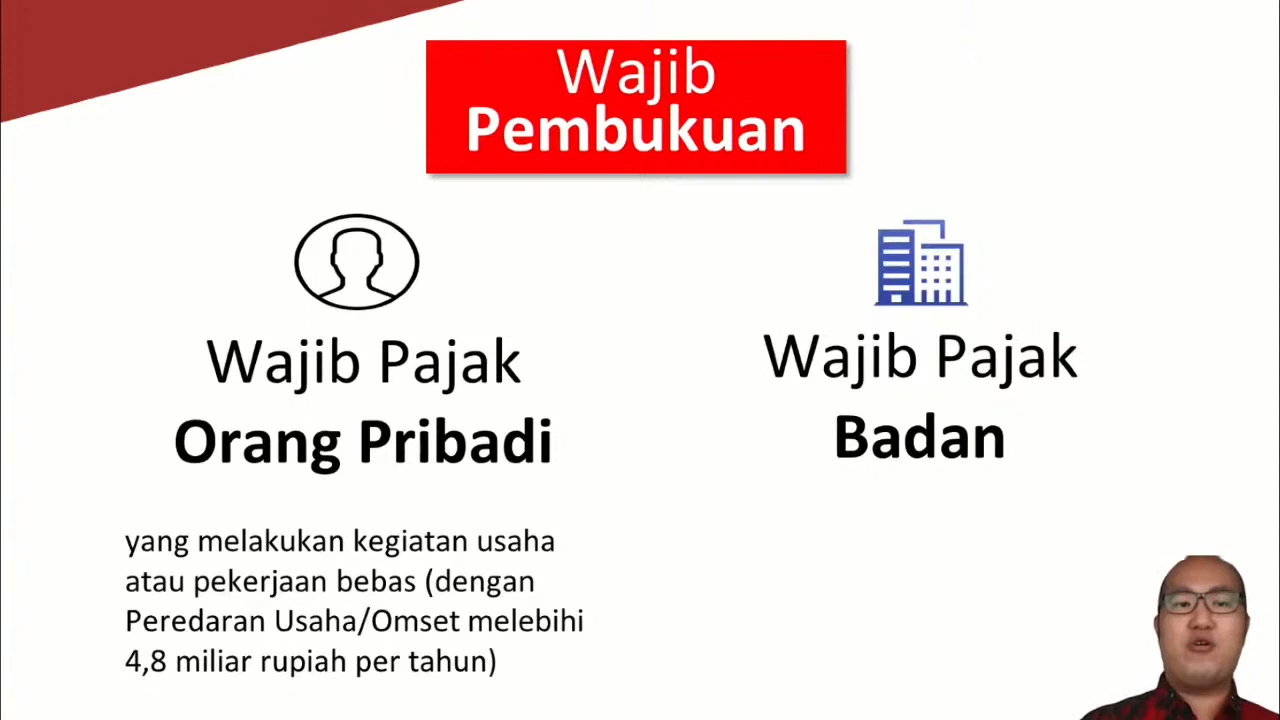 Wajib
Pembukuan
Wajib Pajak
Orang Pribadi
yang melakukan kegiatan usaha
atau pekerjaan bebas (dengan
Peredaran Usaha/Omset melebihi
4,8 miliar rupiah per tahun)
Wajib Pajak
Badan